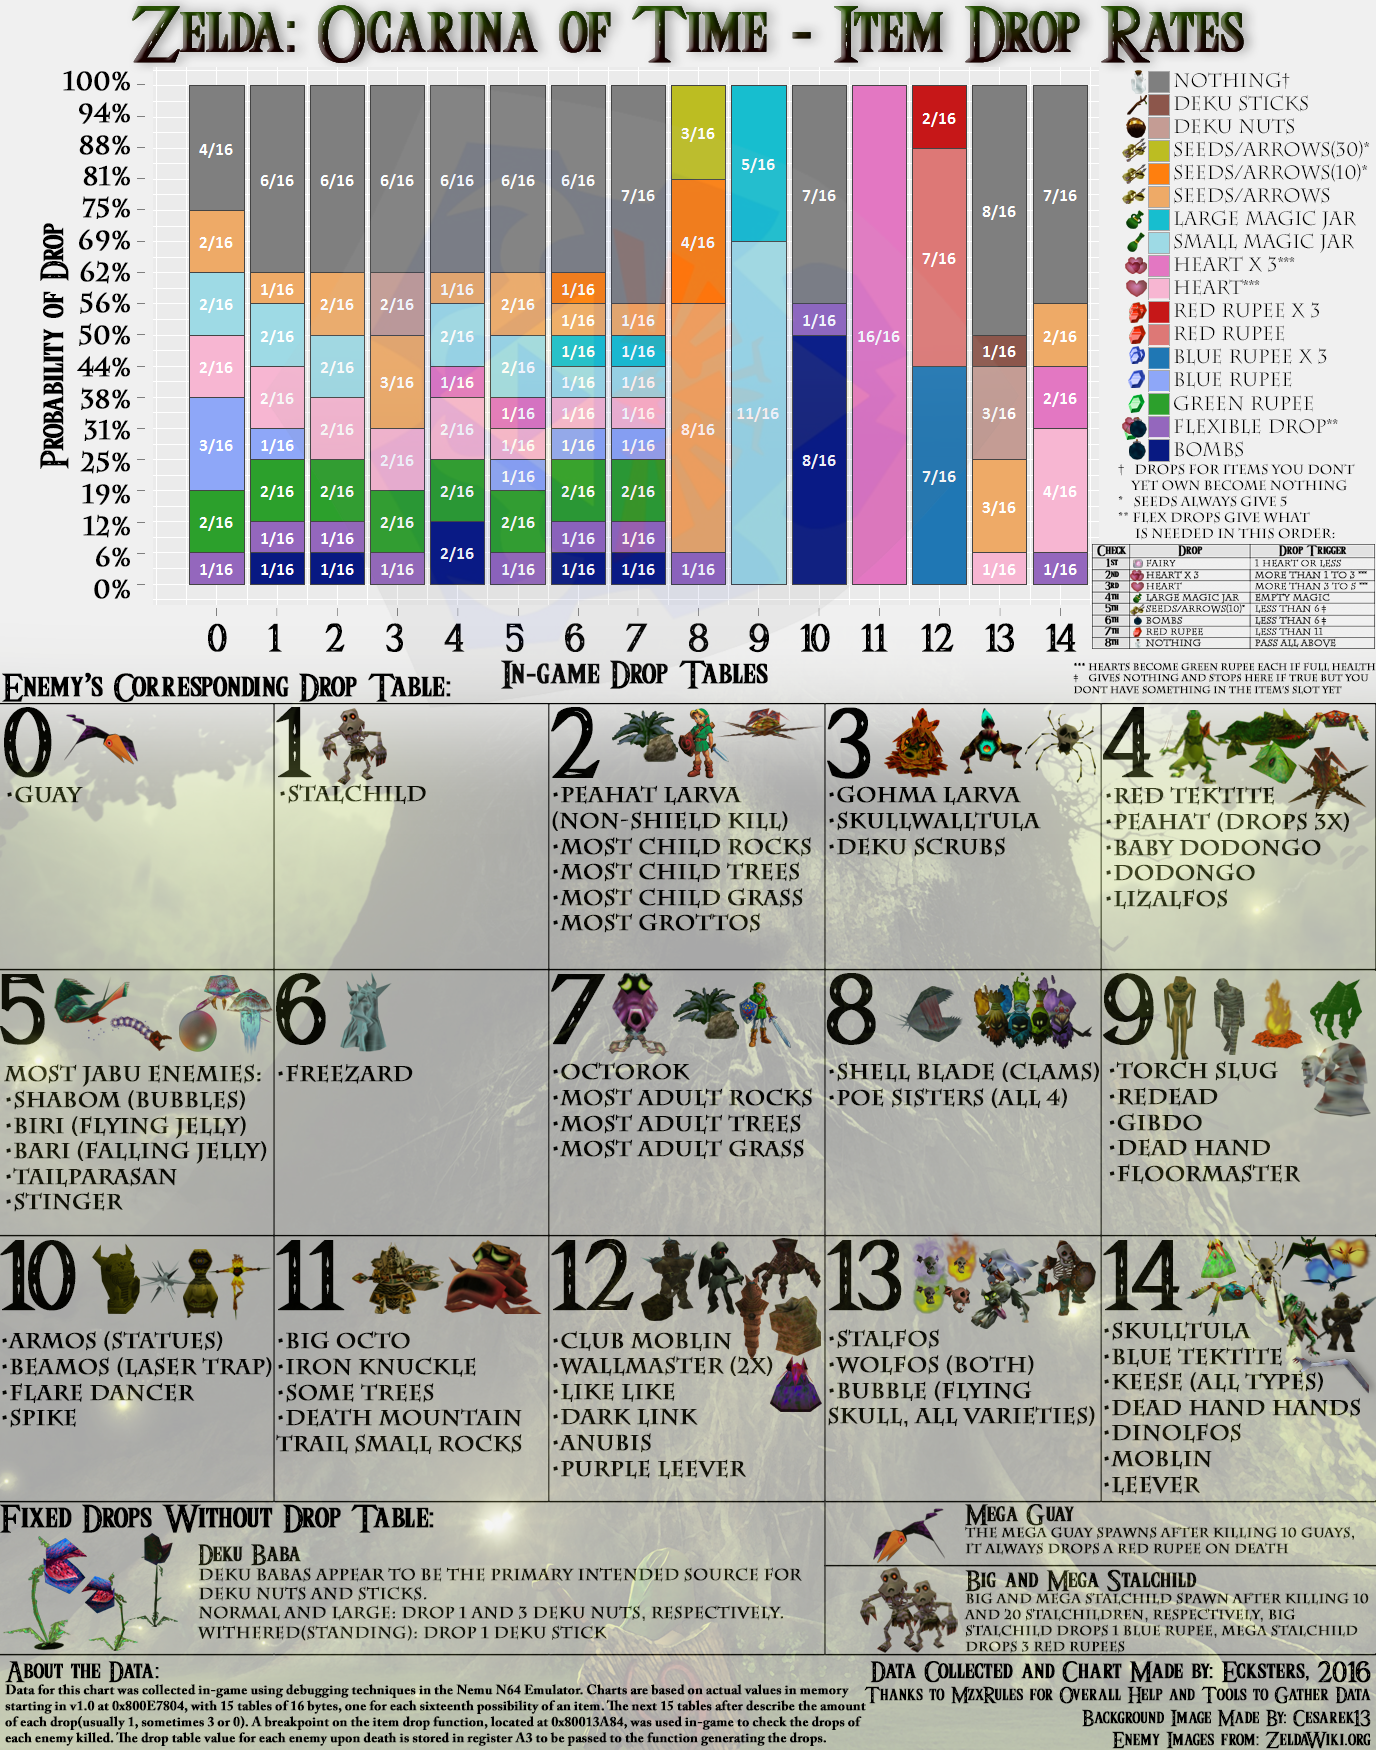 Zelda: Ocarina of Time - Item Drop Rates
Probability of Drop
100%
94%
88%
81%
75%
69%
62%
56%
50%
44%
38%
31%
25%
19%
12%
6%
0%
4/16
2/16
2/16
2/16
3/16
2/16
1/16
6/16
1/16
2/16
2/16
1/16
2/16
1/16
1/16
6/16
2/16
2/16
2/16
2/16
1/16
1/16
6/16
2/16
3/16
2/16
2/16
1/16
6/16
1/16
2/16
1/16
2/16
2/16
2/16
6/16
2/16
2/16
1/16
1/16
1/16
2/16
1/16
6/16
1/16
1/16
1/16
1/16
1/16
1/16
2/16
1/16
1/16
7/16
1/16
1/16
1/16
1/16
1/16
2/16
1/16
1/16
3/16
4/16
8/16
1/16
5/16
11/16
7/16
1/16
8/16
16/16
2/16
7/16
7/16
8/16
1/16
3/16
3/16
1/16
7/16
2/16
2/16
4/16
1/16
0 1 2 3 4 5 6 7 8 9 10 11 12 13 14
In-game Drop Tables
Nothing†
Deku Sticks
Deku Nuts
Seeds/Arrows(30)*
Seeds/Arrows(10)*
Seeds/Arrows
Large Magic Jar
Small Magic Jar
Heart x 3***
Heart***
Red Rupee x 3
Red Rupee
Blue Rupee x 3
Blue Rupee
Green Rupee
Flexible Drop**
Bombs
† Drops for items you dont
yet own become nothing
* Seeds always give 5
** Flex drops give what
is needed in this order:
Check Drop Drop Trigger
1st Fairy 1 heart or less
2nd Heart x 3 More than 1 to 3 ***
3rd Heart More than 3 to 5 ***
4th Large Magic Jar Empty Magic
5th Seeds/Arrows(10)* Less than 6 ‡
6th Bombs Less than 6 ‡
7th Red Rupee Less than 11
8th Nothing Pass all above
*** Hearts become green rupee each if full health
‡ Gives nothing and stops here if true but you
dont have something in the item's slot yet
Enemy's Corresponding Drop Table:
0
·Guay
1
·Stalchild
2
·Peahat Larva
(Non-Shield Kill)
·Most Child Rocks
·Most Child Trees
·Most Child Grass
·Most Grottos
3
·Gohma Larva
·Skullwalltula
·Deku Scrubs
4
·Red Tektite
·Peahat (Drops 3x)
·Baby Dodongo
·Dodongo
·Lizalfos
5
Most Jabu Enemies:
·Shabom (Bubbles)
·Biri (Flying Jelly)
·Bari (Falling Jelly)
·Tailparasan
·Stinger
6
·Freezard
7
·Octorok
·Most Adult Rocks
·Most Adult Trees
·Most Adult Grass
8
·Shell Blade (Clams)
·Poe Sisters (All 4)
9
·Torch Slug
·Redead
·Gibdo
·Dead Hand
·Floormaster
10
·Armos (Statues)
·Beamos (Laser Trap)
·Flare Dancer
·Spike
11
·Big Octo
·Iron Knuckle
·Some Trees
·Death Mountain
Trail Small Rocks
12
·Club Moblin
·Wallmaster (2x)
·Like Like
·Dark Link
·Anubis
·Purple Leever
13
·Stalfos
·Wolfos (Both)
·Bubble (Flying
Skull, All Varieties)
14
·Skulltula
·Blue Tektite
·Keese (All Types)
·Dead Hand Hands
·Dinolfos
·Moblin
·Leever
Fixed Drops Without Drop Table:
Deku Baba
Deku Babas appear to be the primary intended source for
Deku Nuts and Sticks.
Normal and Large: Drop 1 and 3 Deku Nuts, respectively.
Withered(Standing): Drop 1 Deku Stick
Mega Guay
The Mega Guay spawns after killing 10 Guays,
it always drops a Red Rupee on death
Big and Mega Stalchild
Big and Mega Stalchild spawn after killing 10
and 20 Stalchildren, respectively, Big
Stalchild drops 1 Blue Rupee, Mega Stalchild
drops 3 Red Rupees
About the Data:
Data for this chart was collected in-game using debugging techniques in the Nemu N64 Emulator. Charts are based on actual values in memory
starting in v1.0 at 0x800E7804, with 15 tables of 16 bytes, one for each sixteenth possibility of an item. The next 15 tables after describe the amount
of each drop(usually 1, sometimes 3 or 0). A breakpoint on the item drop function, located at 0x80013A84, was used in-game to check the drops of
each enemy killed. The drop table value for each enemy upon death is stored in register A3 to be passed to the function generating the drops.
Data Collected and Chart Made by: Ecksters, 2016
Thanks to MzxRules for Overall Help and Tools to Gather Data
Background Image Made By: Cesarek13
Enemy Images from: ZeldaWiki.org